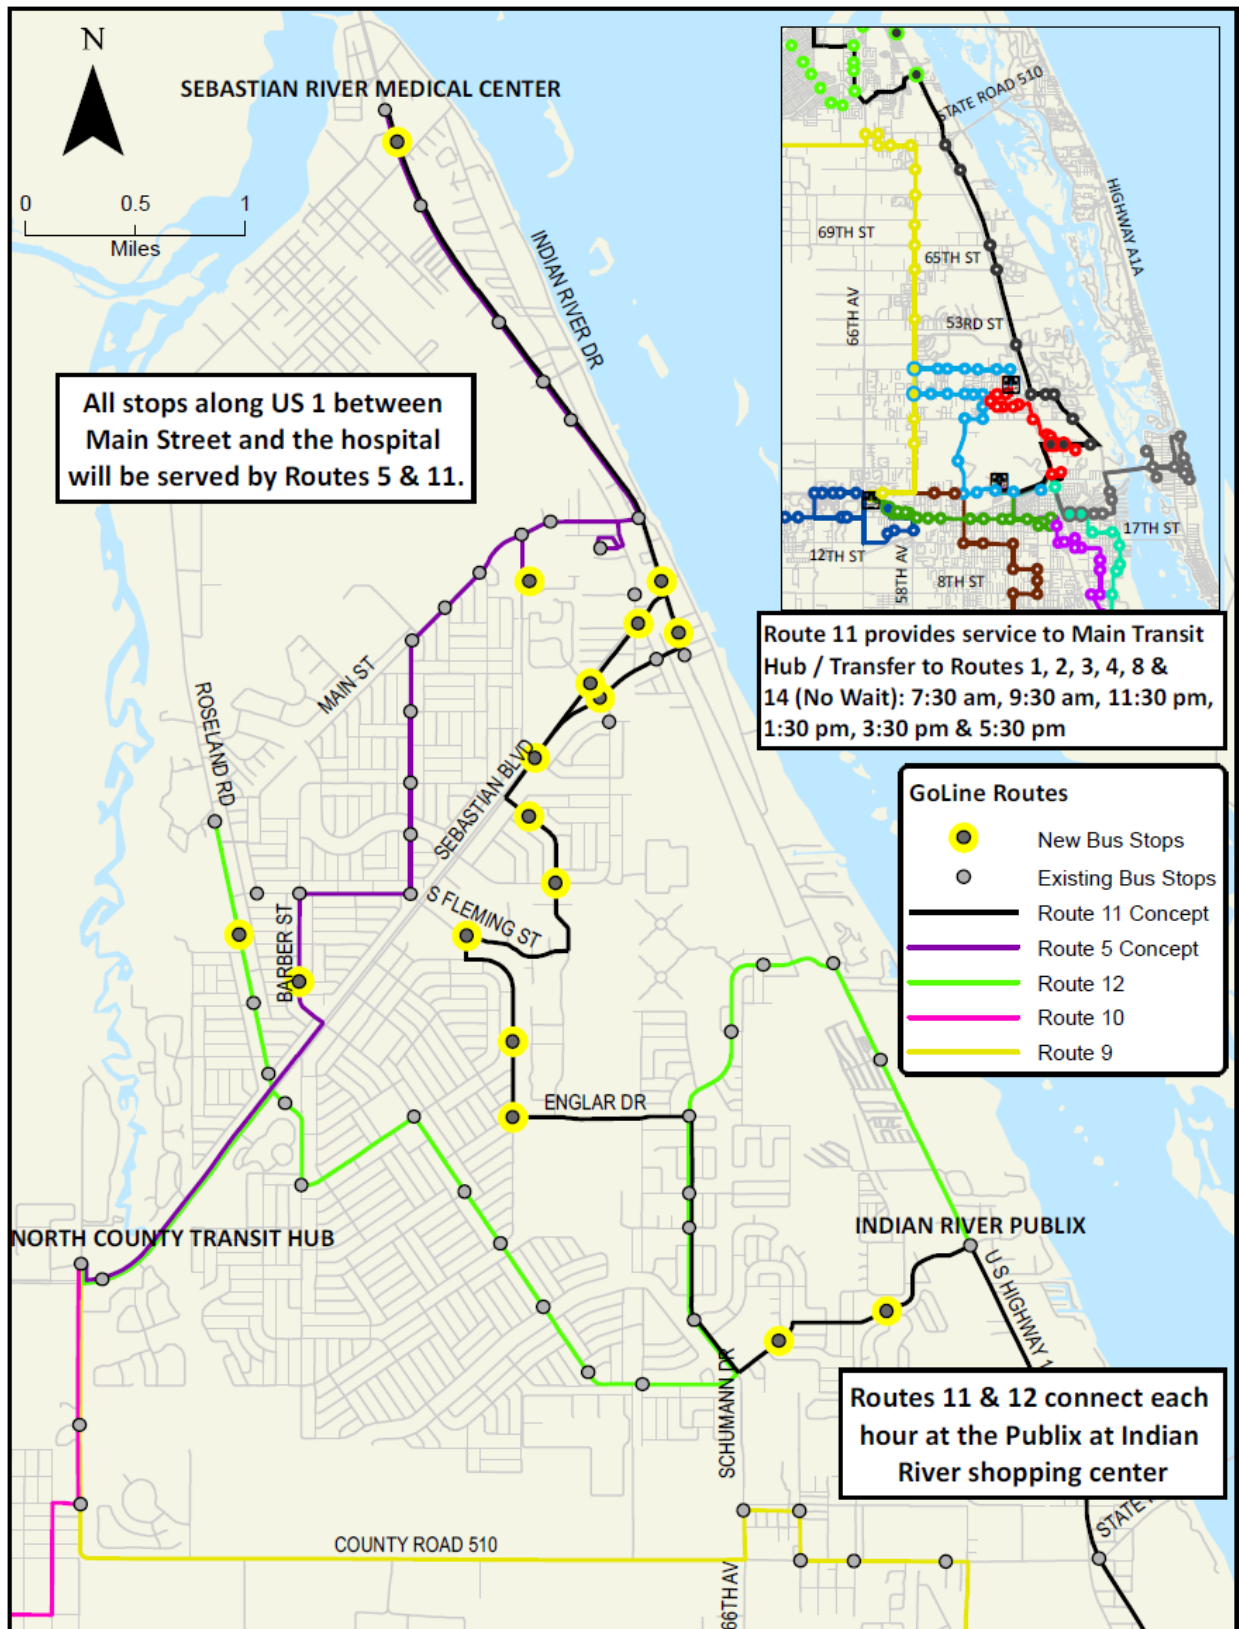 N
SEBASTIAN RIVER MEDICAL CENTER
0 0.5 1
Miles
INDIAN RIVER DR
All stops along US 1 between
Main Street and the hospital
will be served by Routes 5 & 11.
STATE ROAD 510
HIGHWAY A1A
69TH ST
65TH ST
66TH AV
53RD ST
17TH ST
12TH ST
58TH AV
8TH ST
Route 11 provides service to Main Transit
Hub / Transfer to Routes 1, 2, 3, 4, 8 &
14 (No Wait): 7:30 am, 9:30 am, 11:30 pm,
1:30 pm, 3:30 pm & 5:30 pm
MAIN ST
ROSELAND RD
SEBASTIAN BLVD
S FLEMING ST
BARBER ST
GoLine Routes
New Bus Stops
Existing Bus Stops
Route 11 Concept
Route 5 Concept
Route 12
Route 10
Route 9
ENGLAR DR
NORTH COUNTY TRANSIT HUB
INDIAN RIVER PUBLIX
U S HIGHWAY 1
SCHUMANN DR
Routes 11 & 12 connect each
hour at the Publix at Indian
River shopping center
STATE
COUNTY ROAD 510
66TH AV